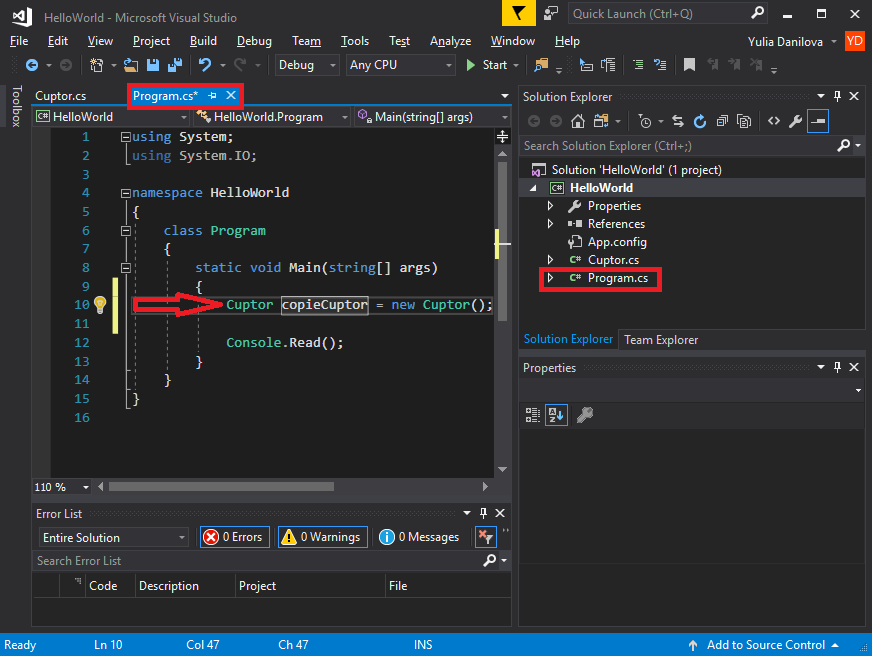 HelloWorld - Microsoft Visual Studio
Quick Launch (Ctrl+Q)
File Edit View Project Build Debug Team Tools Test Analyze Window Help
Yulia Danilova YD
Debug Any CPU Start
Toolbox
Cuptor.cs Program.cs*
C# HelloWorld HelloWorld.Program Main(string[] args)
1 using System;
2 using System.IO;
3
4 namespace HelloWorld
5 {
6 class Program
7 {
8 static void Main(string[] args)
9 {
10 Cuptor copieCuptor = new Cuptor();
11
12 Console.Read();
13 }
14 }
15 }
16
110 %
Error List
Entire Solution 0 Errors 0 Warnings 0 Messages
Search Error List
Code Description Project File
Solution Explorer
Search Solution Explorer (Ctrl+;)
Solution 'HelloWorld' (1 project)
C# HelloWorld
Properties
References
App.config
C# Cuptor.cs
C# Program.cs
Solution Explorer Team Explorer
Properties
Ready Ln 10 Col 47 Ch 47 INS Add to Source Control